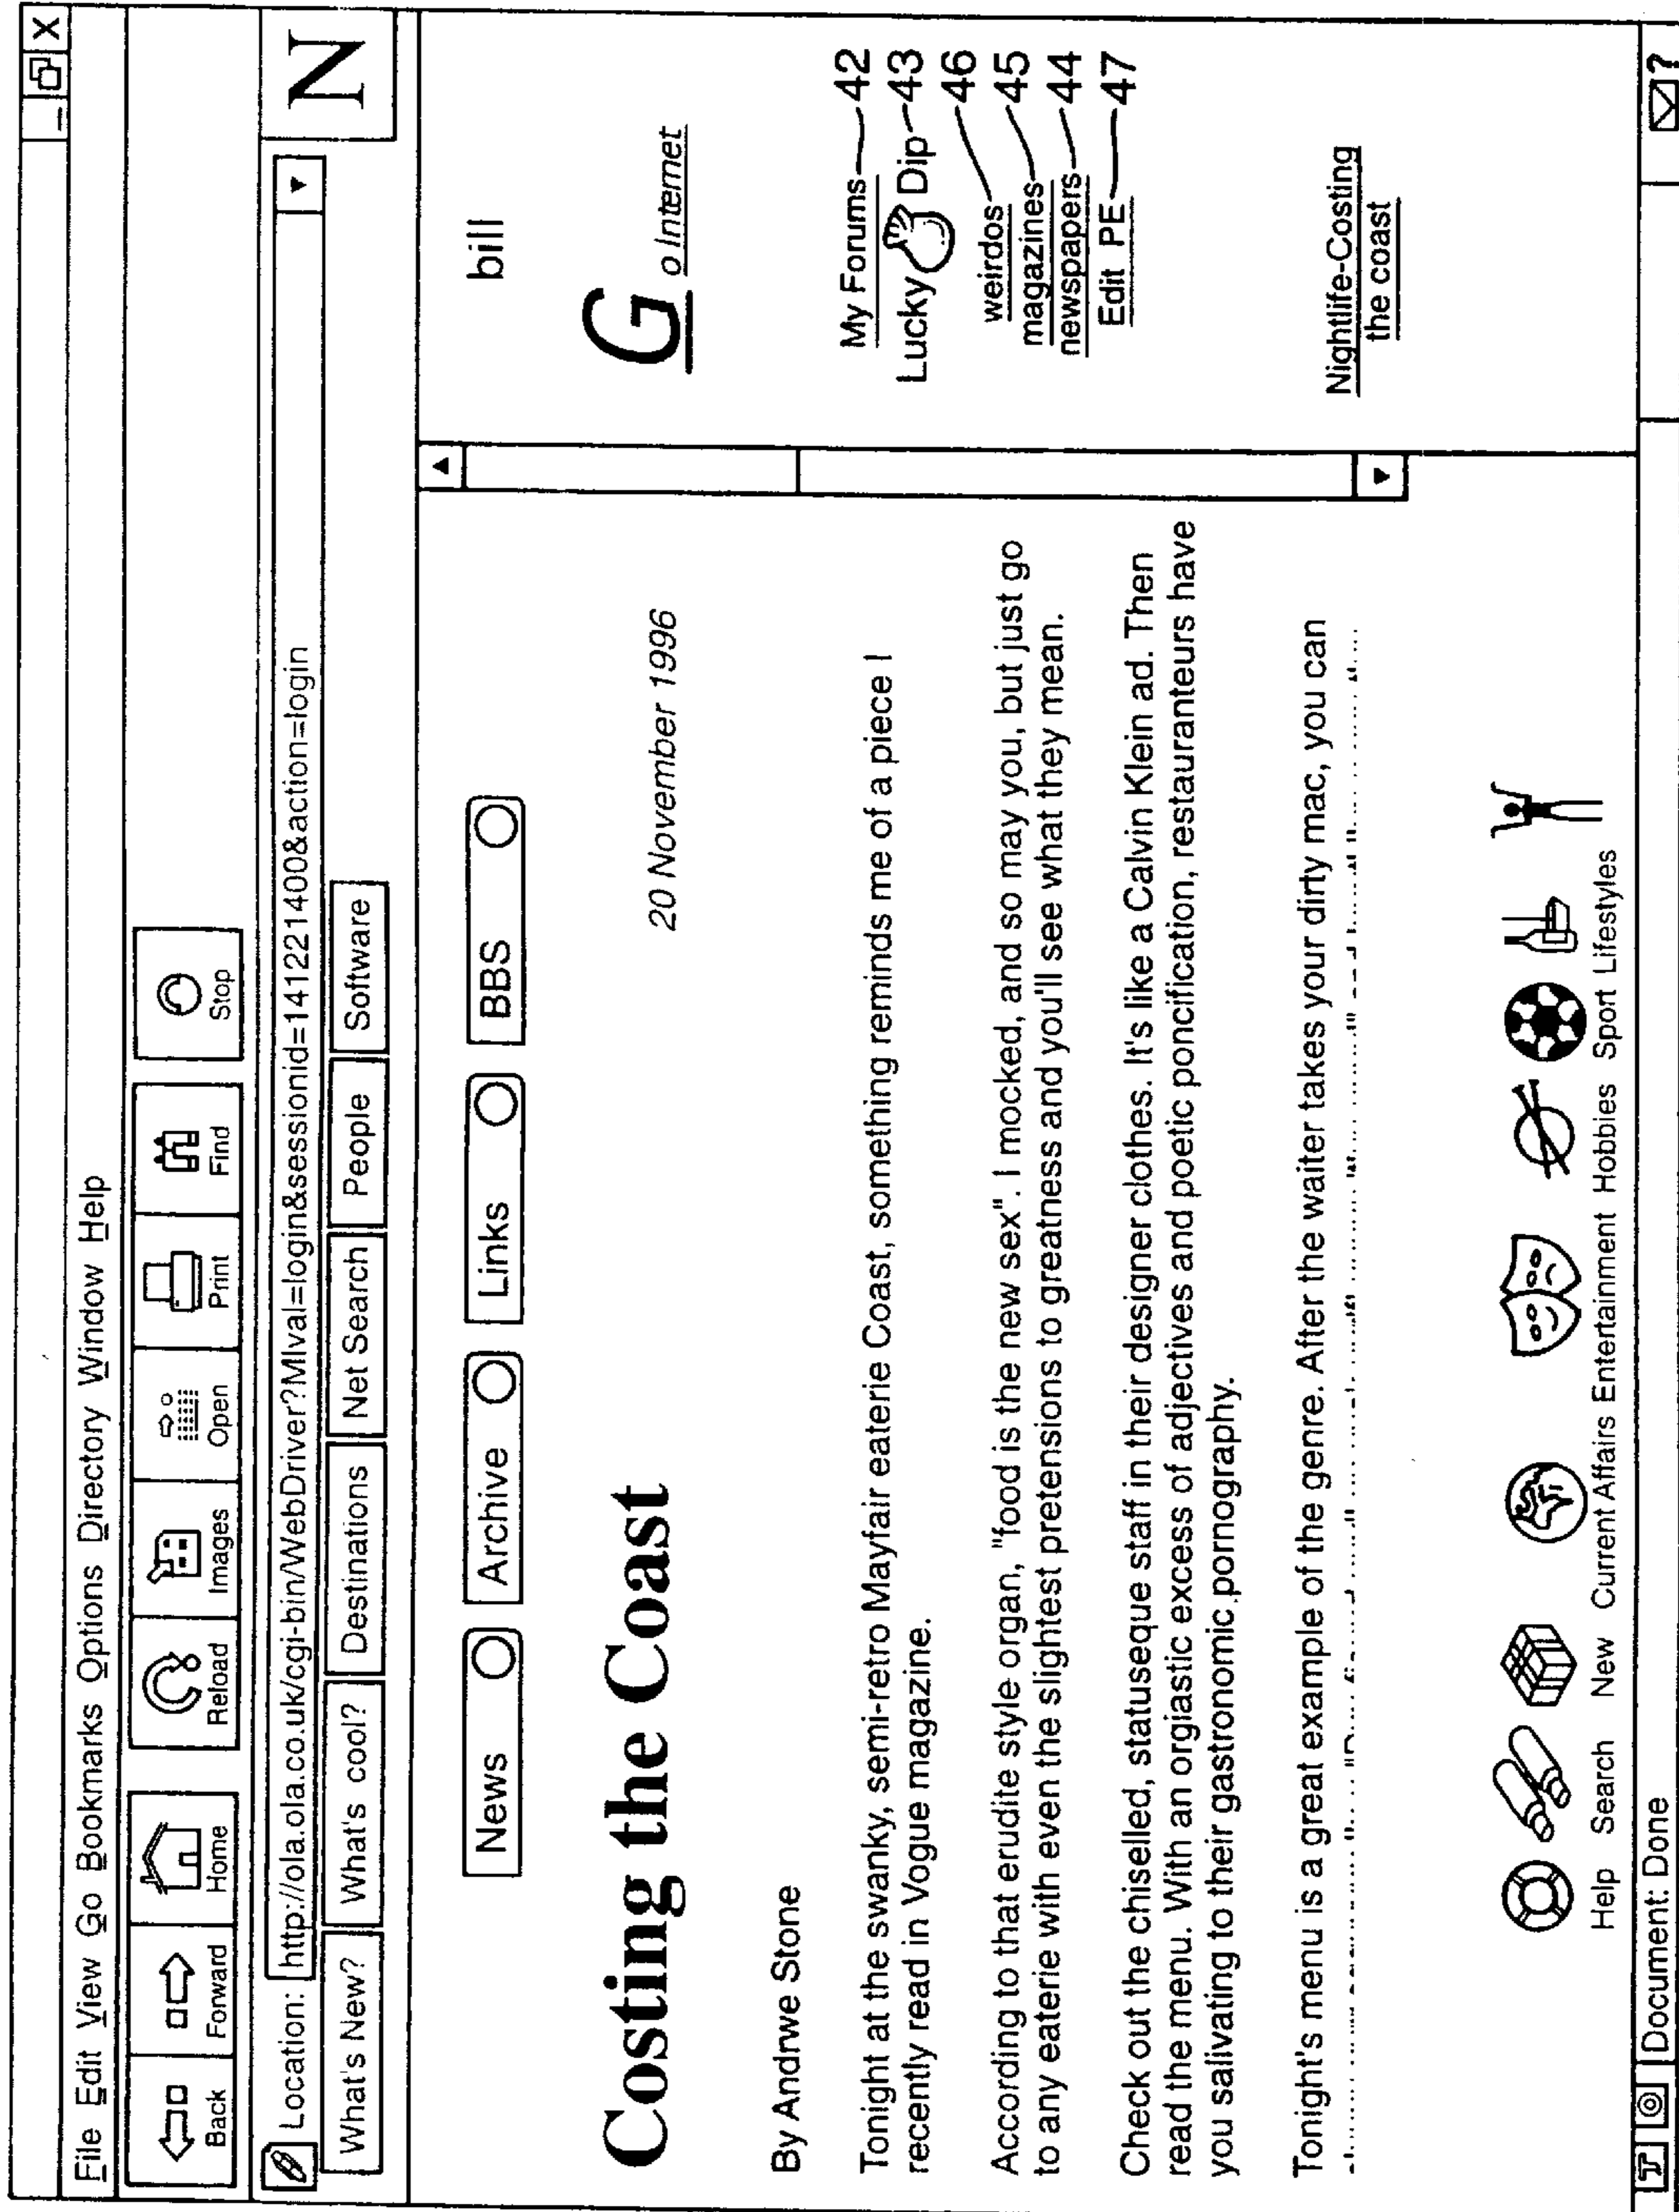 File Edit View Go Bookmarks Options Directory Window Help
Back Forward Home Reload Images Open Print Find Stop
Location: http://ola.ola.co.uk/cgi-bin/WebDriver?MIval=login&sessionid=1412221400&action=login
N
What's New? What's cool? Destinations Net Search People Software
News Archive Links BBS
bill
Costing the Coast
20 November 1996
Go Internet
By Andrwe Stone
Tonight at the swanky, semi-retro Mayfair eaterie Coast, something reminds me of a piece I
recently read in Vogue magazine.
According to that erudite style organ, "food is the new sex". I mocked, and so may you, but just go
to any eaterie with even the slightest pretensions to greatness and you'll see what they mean.
Check out the chiselled, statuseque staff in their designer clothes. It's like a Calvin Klein ad. Then
read the menu. With an orgiastic excess of adjectives and poetic poncification, restauranteurs have
you salivating to their gastronomic pornography.
Tonight's menu is a great example of the genre. After the waiter takes your dirty mac, you can
My Forums 42
Lucky Dip 43
weirdos 46
magazines 45
newspapers 44
Edit PE 47
Nightlife-Costing
the coast
Help Search New Current Affairs Entertainment Hobbies Sport Lifestyles
Document: Done
?